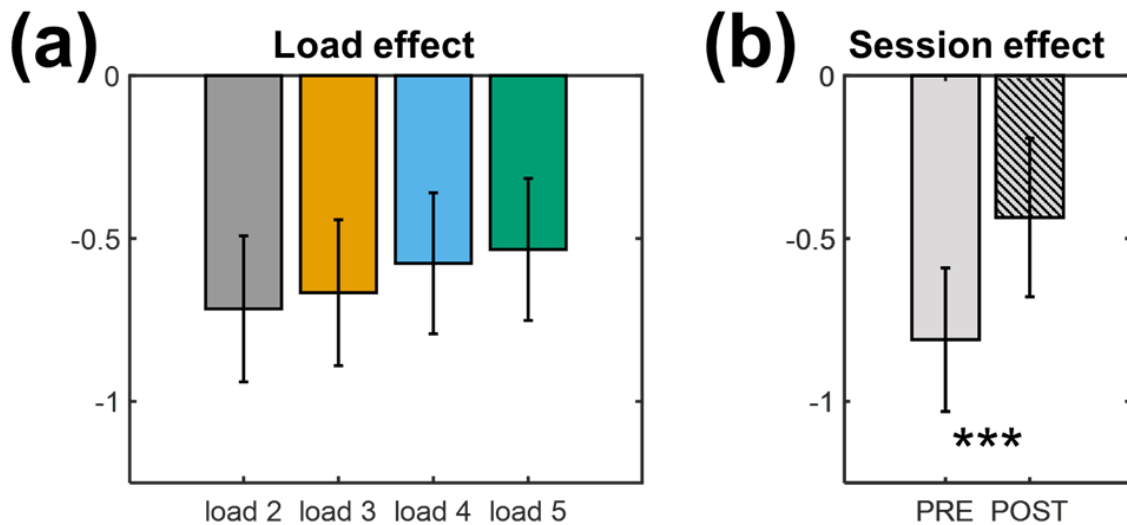 (a)
Load effect
0
-0.5
-1
load 2 load 3 load 4 load 5
(b)
Session effect
0
-0.5
-1
***
PRE POST